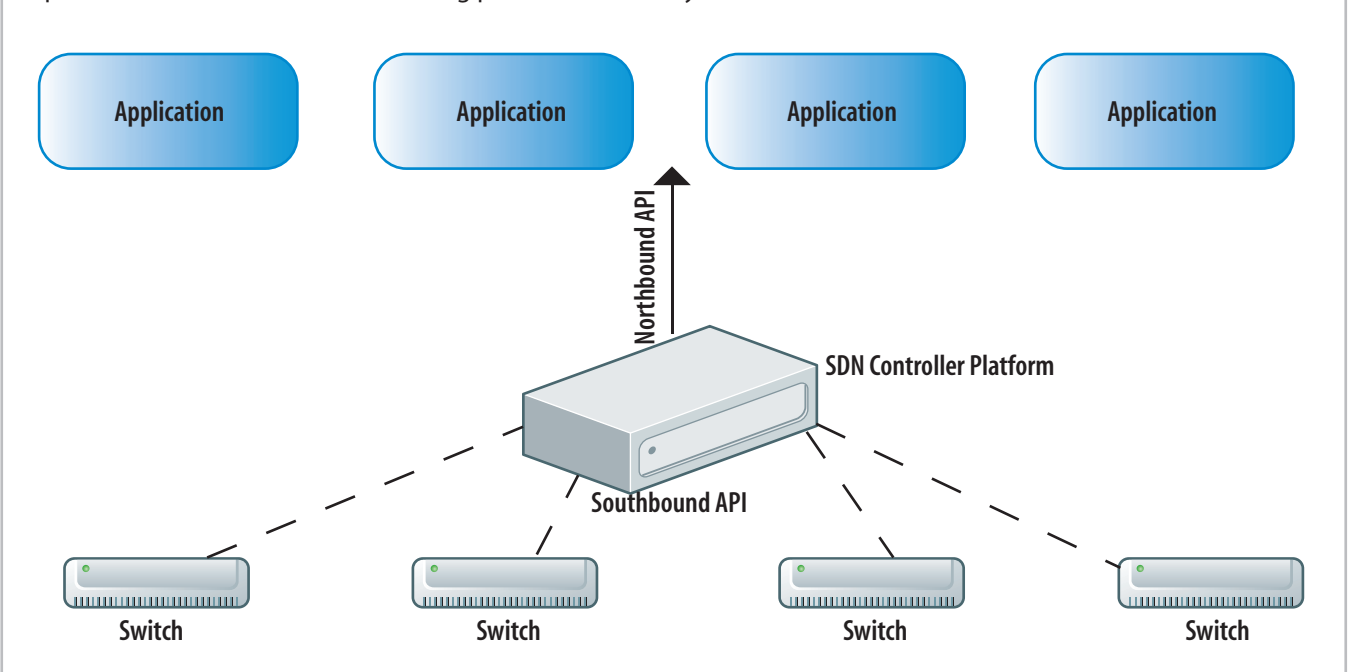 Application
Application
Application
Application
Northbound API
SDN Controller Platform
Southbound API
Switch
Switch
Switch
Switch